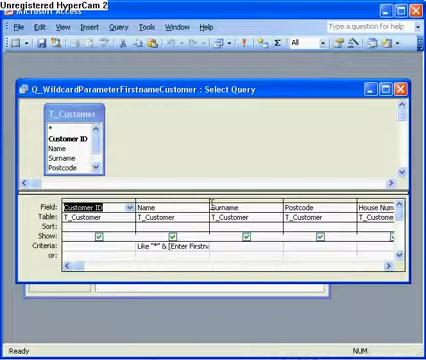 Unregistered HyperCam 2
Microsoft Access
File Edit View Insert Query Tools Window Help Type a question for help
All
Q_WildcardParameterFirstnameCustomer : Select Query
T_Customer
*
Customer ID
Name
Surname
Postcode
Field: Customer ID Name Surname Postcode House Num
Table: T_Customer T_Customer T_Customer T_Customer T_Custome
Sort:
Show:
Criteria: Like "*" & [Enter Firstna
or:
Ready NUM